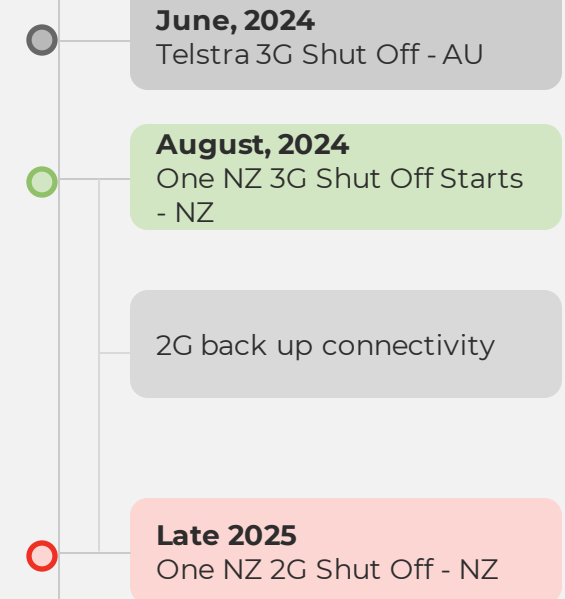 June, 2024
Telstra 3G Shut Off - AU
August, 2024
One NZ 3G Shut Off Starts
- NZ
2G back up connectivity
Late 2025
One NZ 2G Shut Off - NZ